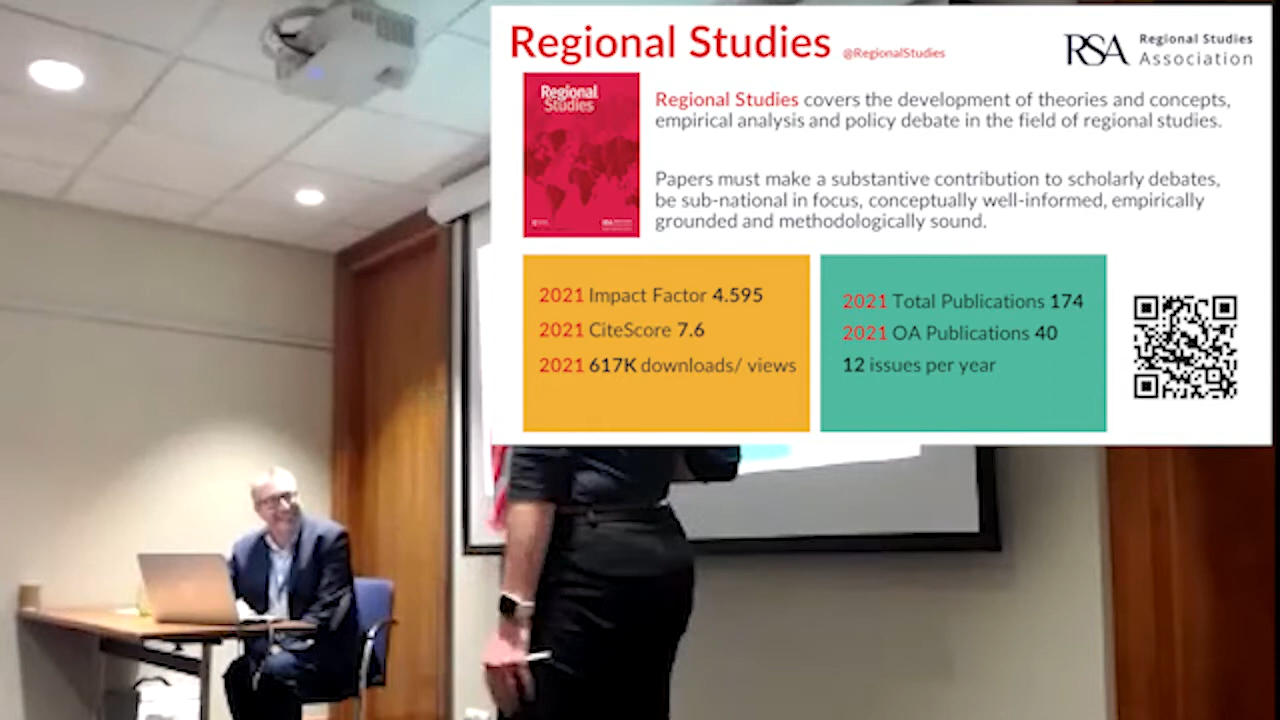 Regional Studies @RegionalStudies
RSA Regional Studies
Association
Regional
Studies
Regional Studies covers the development of theories and concepts,
empirical analysis and policy debate in the field of regional studies.
Papers must make a substantive contribution to scholarly debates,
be sub-national in focus, conceptually well-informed, empirically
grounded and methodologically sound.
2021 Impact Factor 4.595
2021 CiteScore 7.6
2021 617K downloads/ views
2021 Total Publications 174
2021 OA Publications 40
12 issues per year